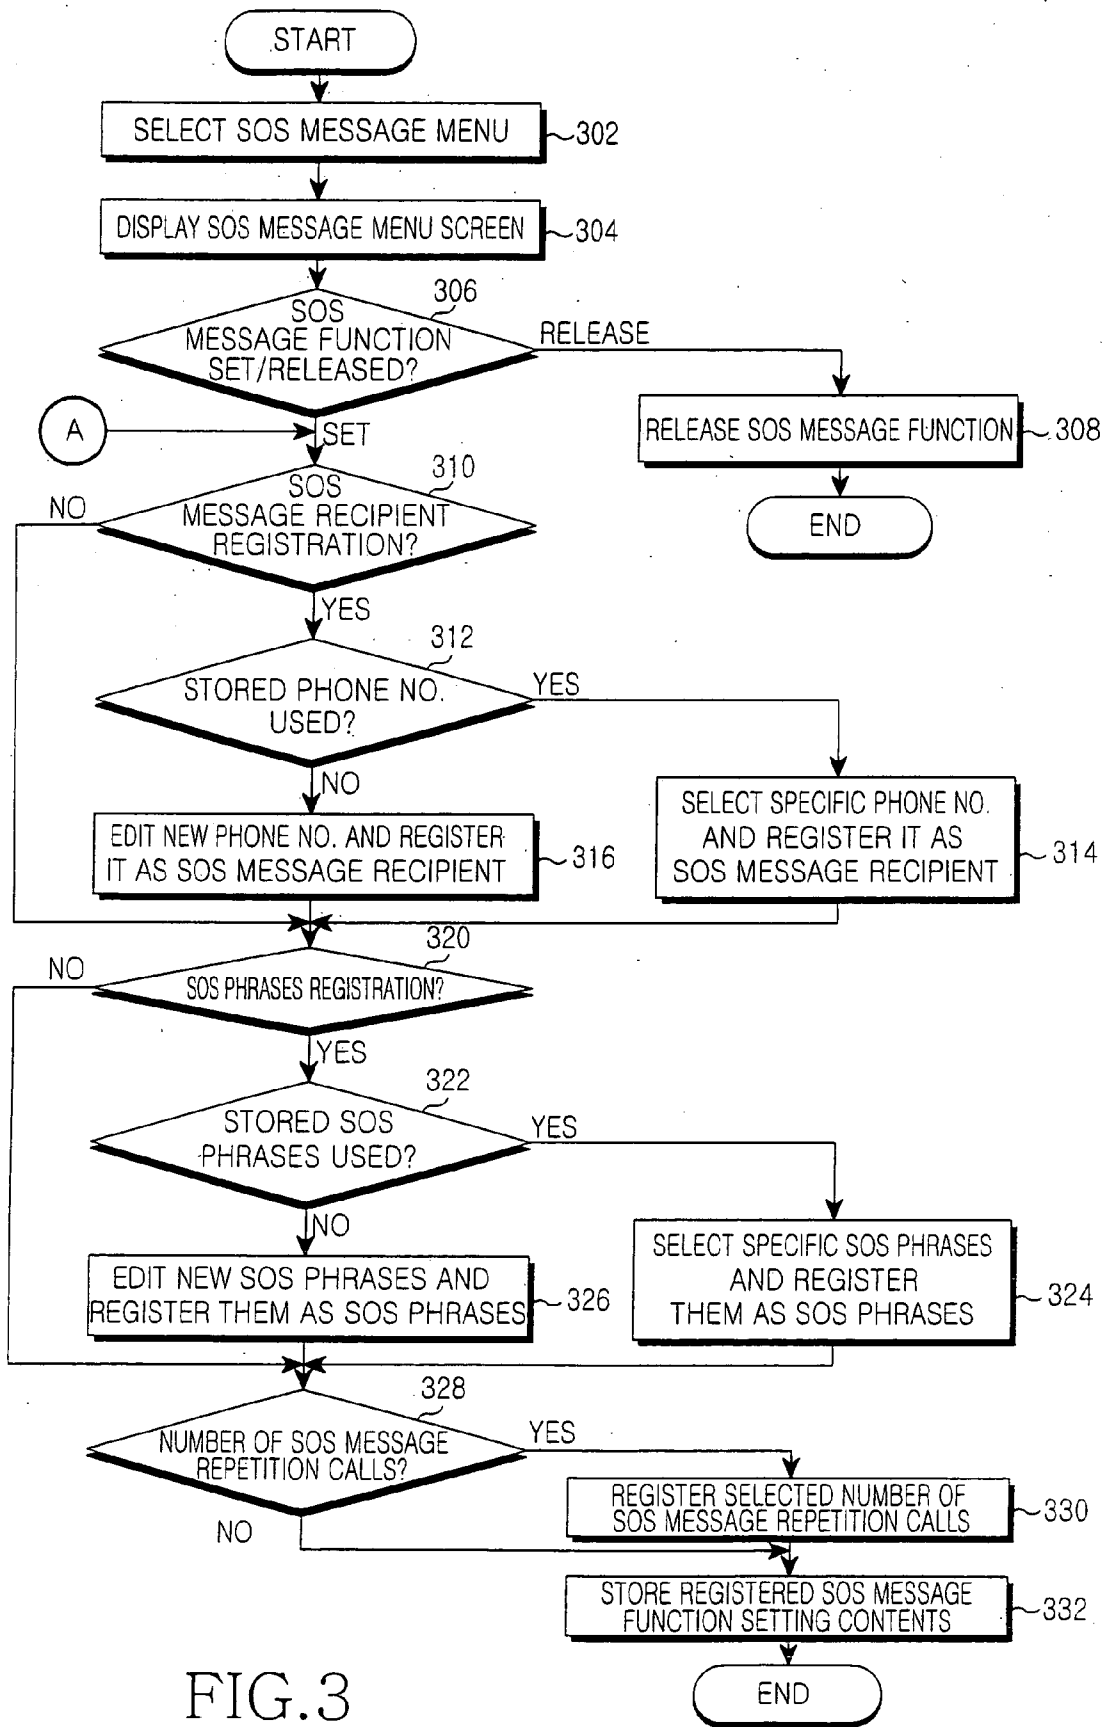 START
SELECT SOS MESSAGE MENU
302
DISPLAY SOS MESSAGE MENU SCREEN
304
306
SOS
MESSAGE FUNCTION
SET/RELEASED?
RELEASE
A
SET
RELEASE SOS MESSAGE FUNCTION
308
END
310
SOS
MESSAGE RECIPIENT
REGISTRATION?
NO
YES
312
STORED PHONE NO.
USED?
YES
NO
EDIT NEW PHONE NO. AND REGISTER
IT AS SOS MESSAGE RECIPIENT
316
SELECT SPECIFIC PHONE NO.
AND REGISTER IT AS
SOS MESSAGE RECIPIENT
314
320
SOS PHRASES REGISTRATION?
NO
YES
322
STORED SOS
PHRASES USED?
YES
NO
EDIT NEW SOS PHRASES AND
REGISTER THEM AS SOS PHRASES
326
SELECT SPECIFIC SOS PHRASES
AND REGISTER
THEM AS SOS PHRASES
324
328
NUMBER OF SOS MESSAGE
REPETITION CALLS?
YES
NO
REGISTER SELECTED NUMBER OF
SOS MESSAGE REPETITION CALLS
330
STORE REGISTERED SOS MESSAGE
FUNCTION SETTING CONTENTS
332
END
FIG.3